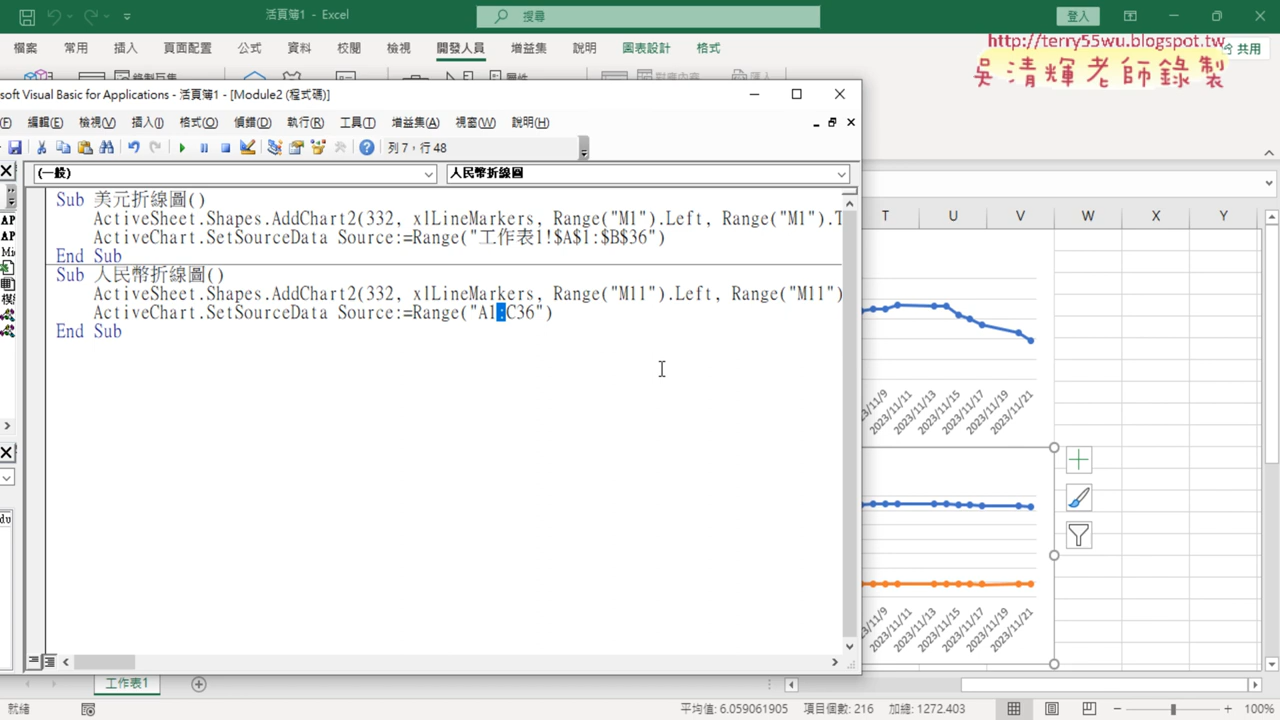 活頁簿1 - Excel
搜尋
登入
檔案 常用 插入 頁面配置 公式 資料 校閱 檢視 開發人員 增益集 說明 圖表設計 格式
共用
http://terry55wu.blogspot.tw
吳清輝老師錄製
soft Visual Basic for Applications - 活頁簿1 - [Module2 (程式碼)]
(F) 編輯(E) 檢視(V) 插入(I) 格式(O) 偵錯(D) 執行(R) 工具(T) 增益集(A) 視窗(W) 說明(H)
列 7, 行 48
(一般) 人民幣折線圖
Sub 美元折線圖()
ActiveSheet.Shapes.AddChart2(332, xlLineMarkers, Range("M1").Left, Range("M1").T
ActiveChart.SetSourceData Source:=Range("工作表1!$A$1:$B$36")
End Sub
Sub 人民幣折線圖()
ActiveSheet.Shapes.AddChart2(332, xlLineMarkers, Range("M11").Left, Range("M11")
ActiveChart.SetSourceData Source:=Range("A1:C36")
End Sub
T U V W X Y
2023/11/9 2023/11/11 2023/11/13 2023/11/15 2023/11/17 2023/11/19 2023/11/21
2023/11/9 2023/11/11 2023/11/13 2023/11/15 2023/11/17 2023/11/19 2023/11/21
工作表1
就緒
平均值: 6.059061905 項目個數: 216 加總: 1272.403
100%